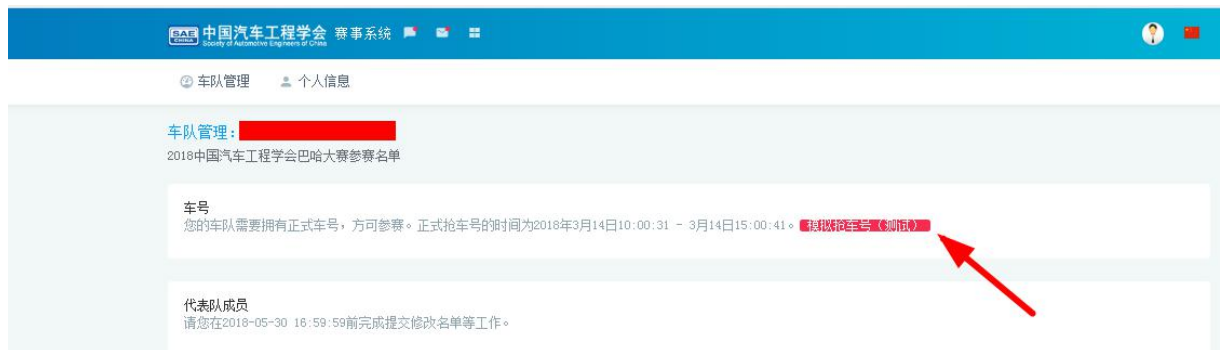 SAE 中国汽车工程学会 赛事系统
CHINA Society of Automotive Engineers of China
车队管理 个人信息
车队管理：
2018中国汽车工程学会巴哈大赛参赛名单
车号
您的车队需要拥有正式车号，方可参赛。正式抢车号的时间为2018年3月14日10:00:31 - 3月14日15:00:41。 模拟抢车号（测试）
代表队成员
请您在2018-05-30 16:59:59前完成提交修改名单等工作。